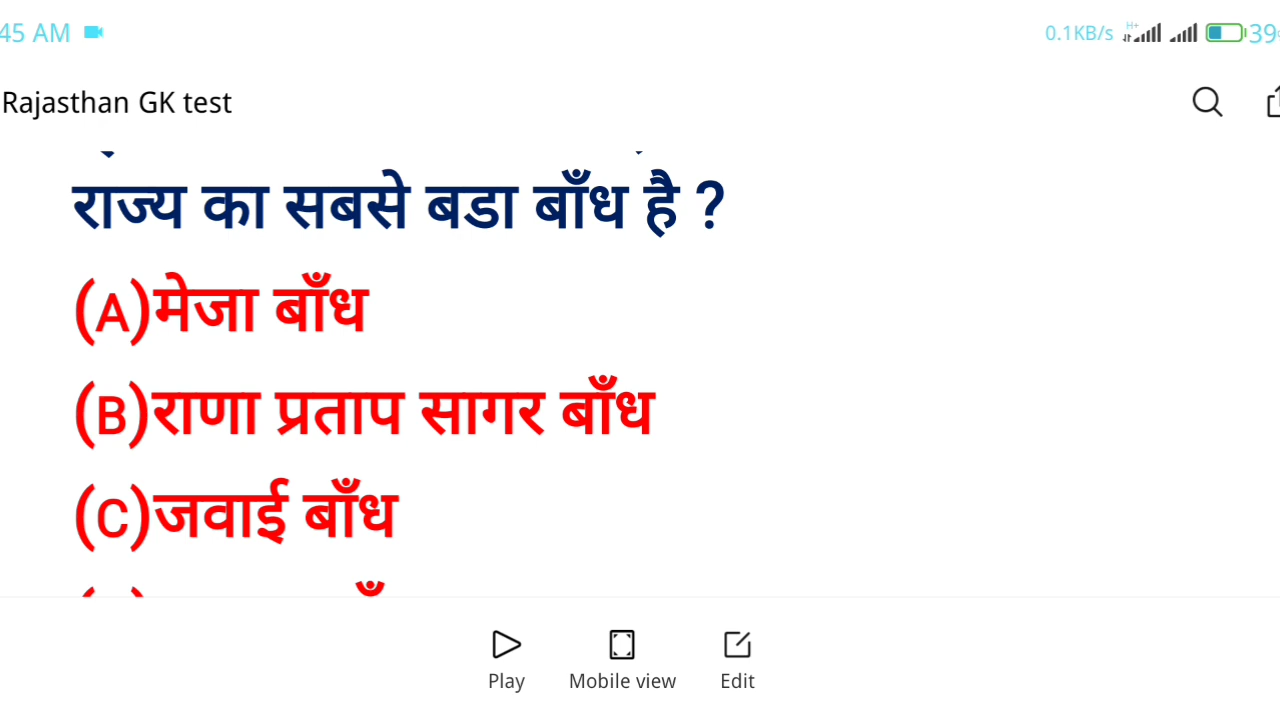 45 AM
0.1KB/s H+ 39
Rajasthan GK test
राज्य का सबसे बडा बाँध है ?
(A)मेजा बाँध
(B)राणा प्रताप सागर बाँध
(C)जवाई बाँध
Play Mobile view Edit